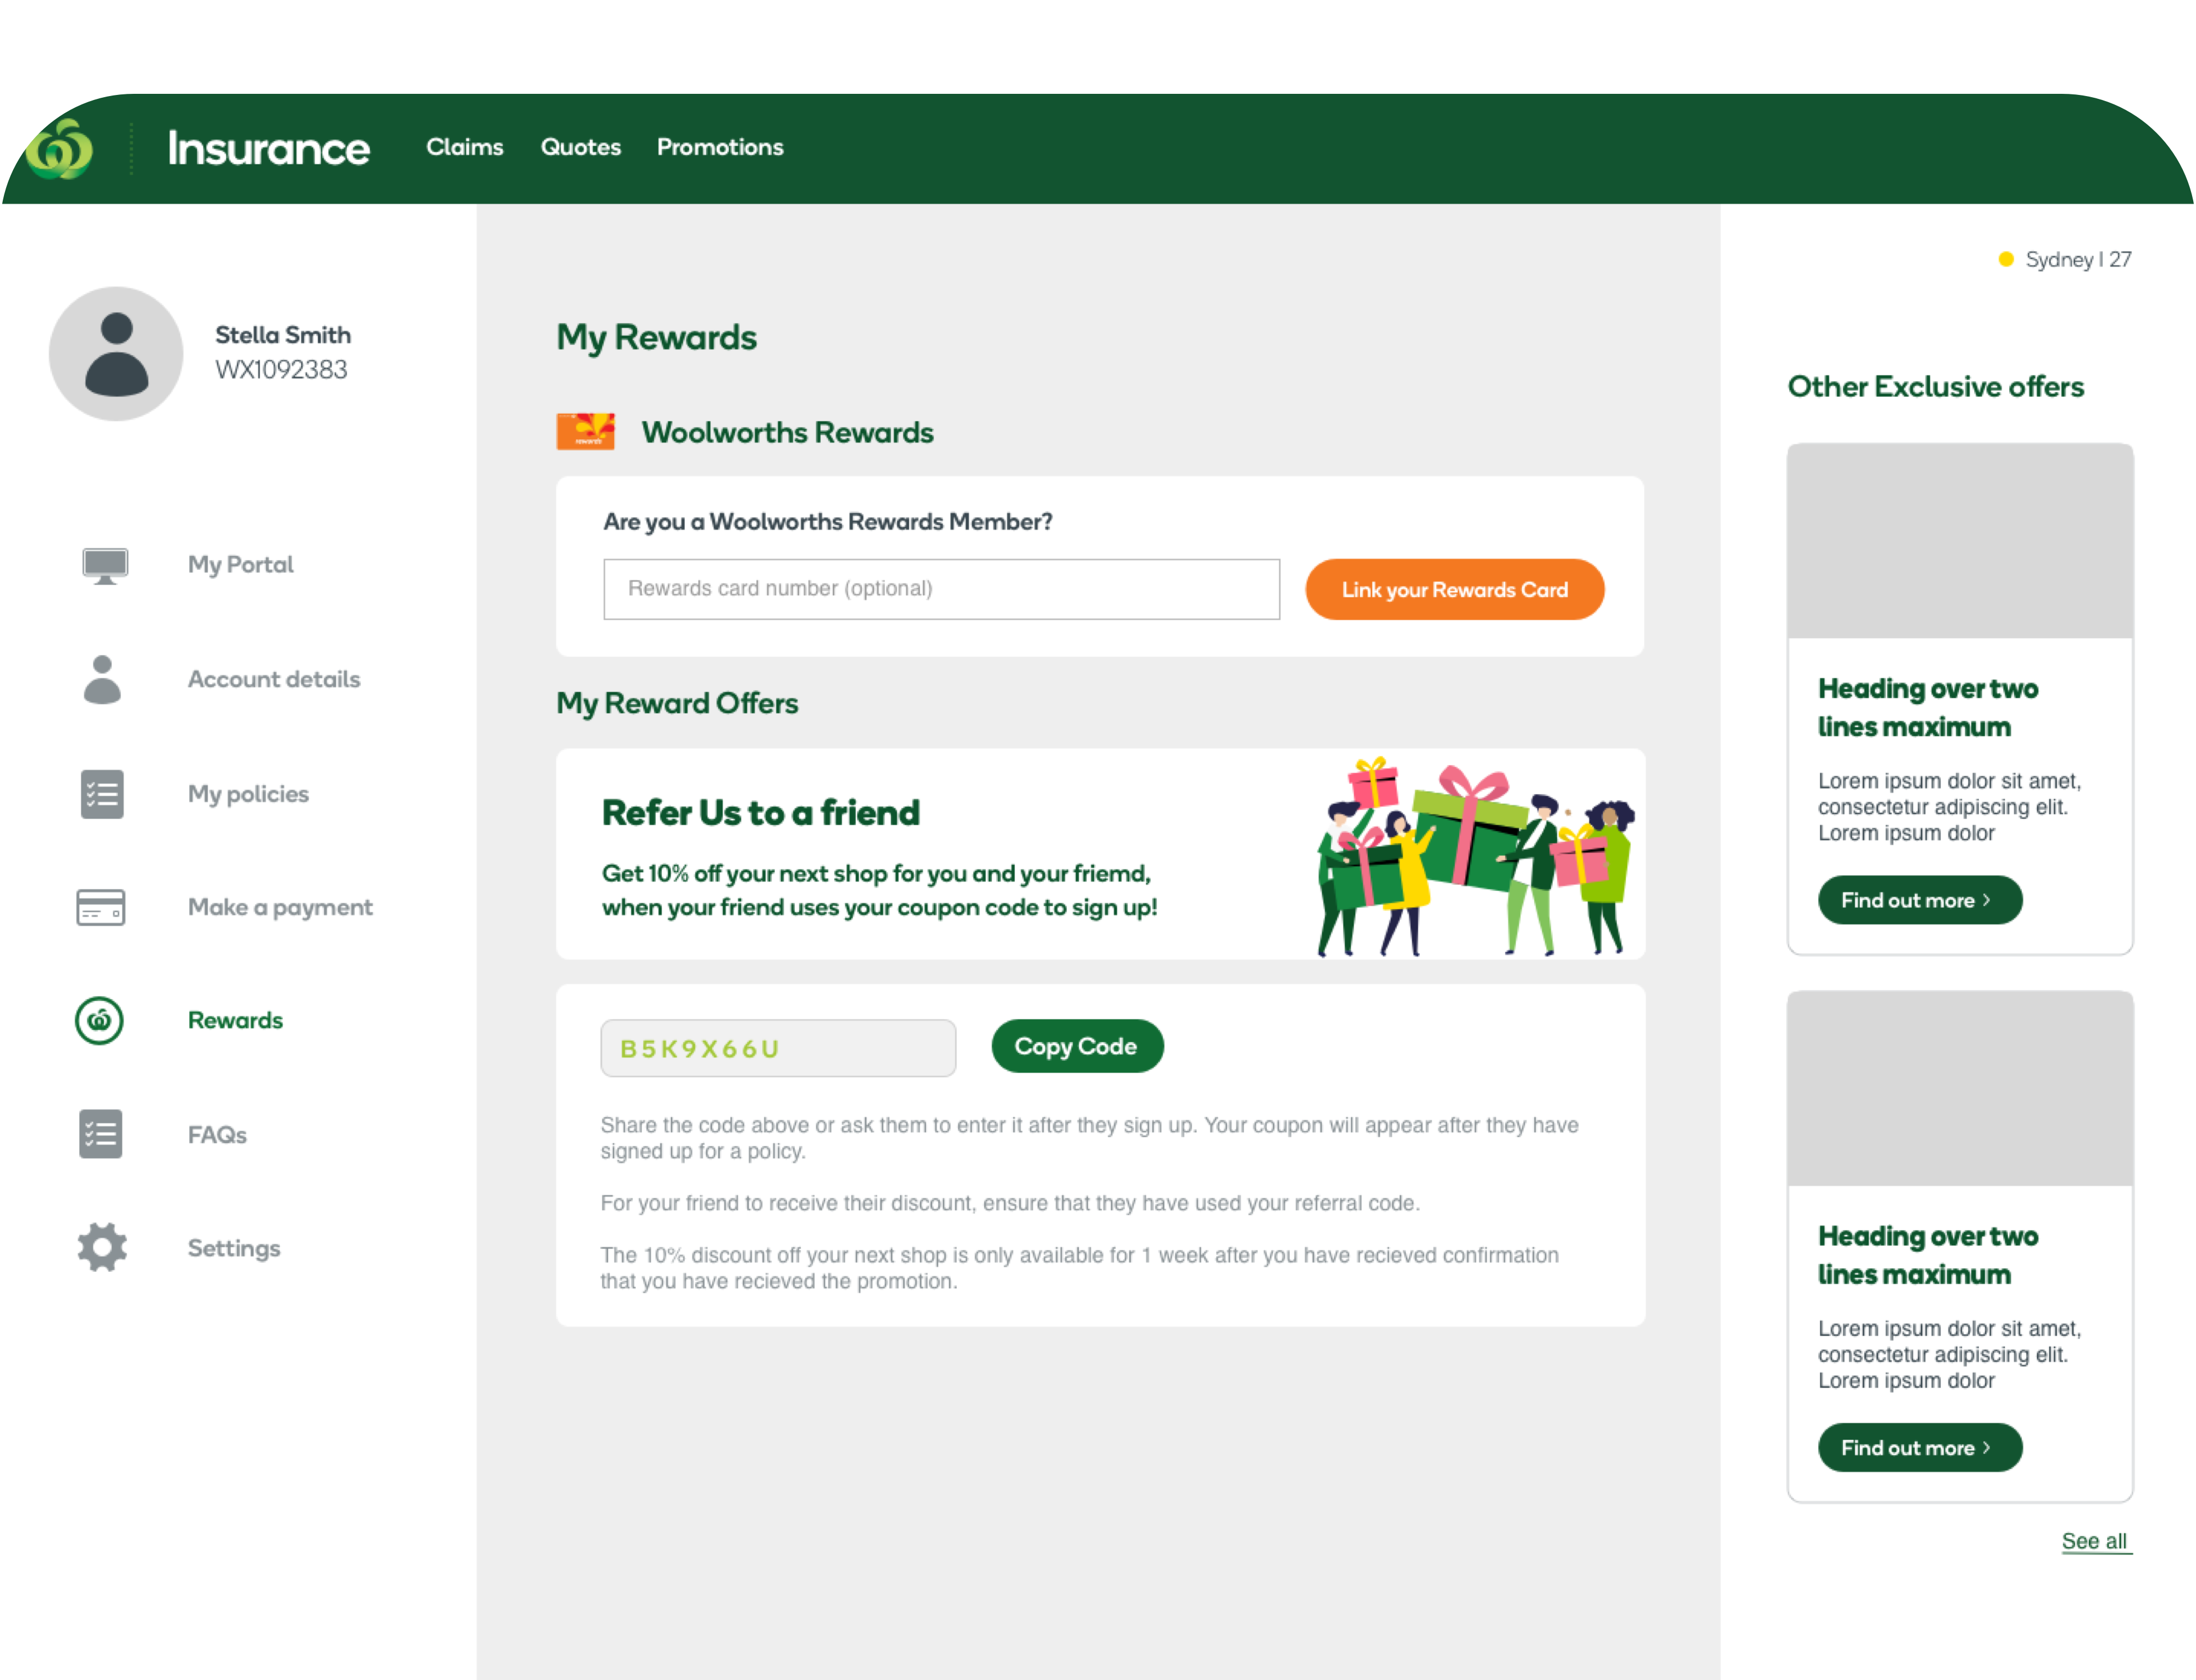 Insurance
Claims
Quotes
Promotions
Sydney | 27
Stella Smith
WX1092383
My Portal
Account details
My policies
Make a payment
Rewards
FAQs
Settings
My Rewards
rewards
Woolworths Rewards
Are you a Woolworths Rewards Member?
Rewards card number (optional)
Link your Rewards Card
My Reward Offers
Refer Us to a friend
Get 10% off your next shop for you and your friemd,
when your friend uses your coupon code to sign up!
B5K9X66U
Copy Code
Share the code above or ask them to enter it after they sign up. Your coupon will appear after they have
signed up for a policy.
For your friend to receive their discount, ensure that they have used your referral code.
The 10% discount off your next shop is only available for 1 week after you have recieved confirmation
that you have recieved the promotion.
Other Exclusive offers
Heading over two
lines maximum
Lorem ipsum dolor sit amet,
consectetur adipiscing elit.
Lorem ipsum dolor
Find out more >
Heading over two
lines maximum
Lorem ipsum dolor sit amet,
consectetur adipiscing elit.
Lorem ipsum dolor
Find out more >
See all